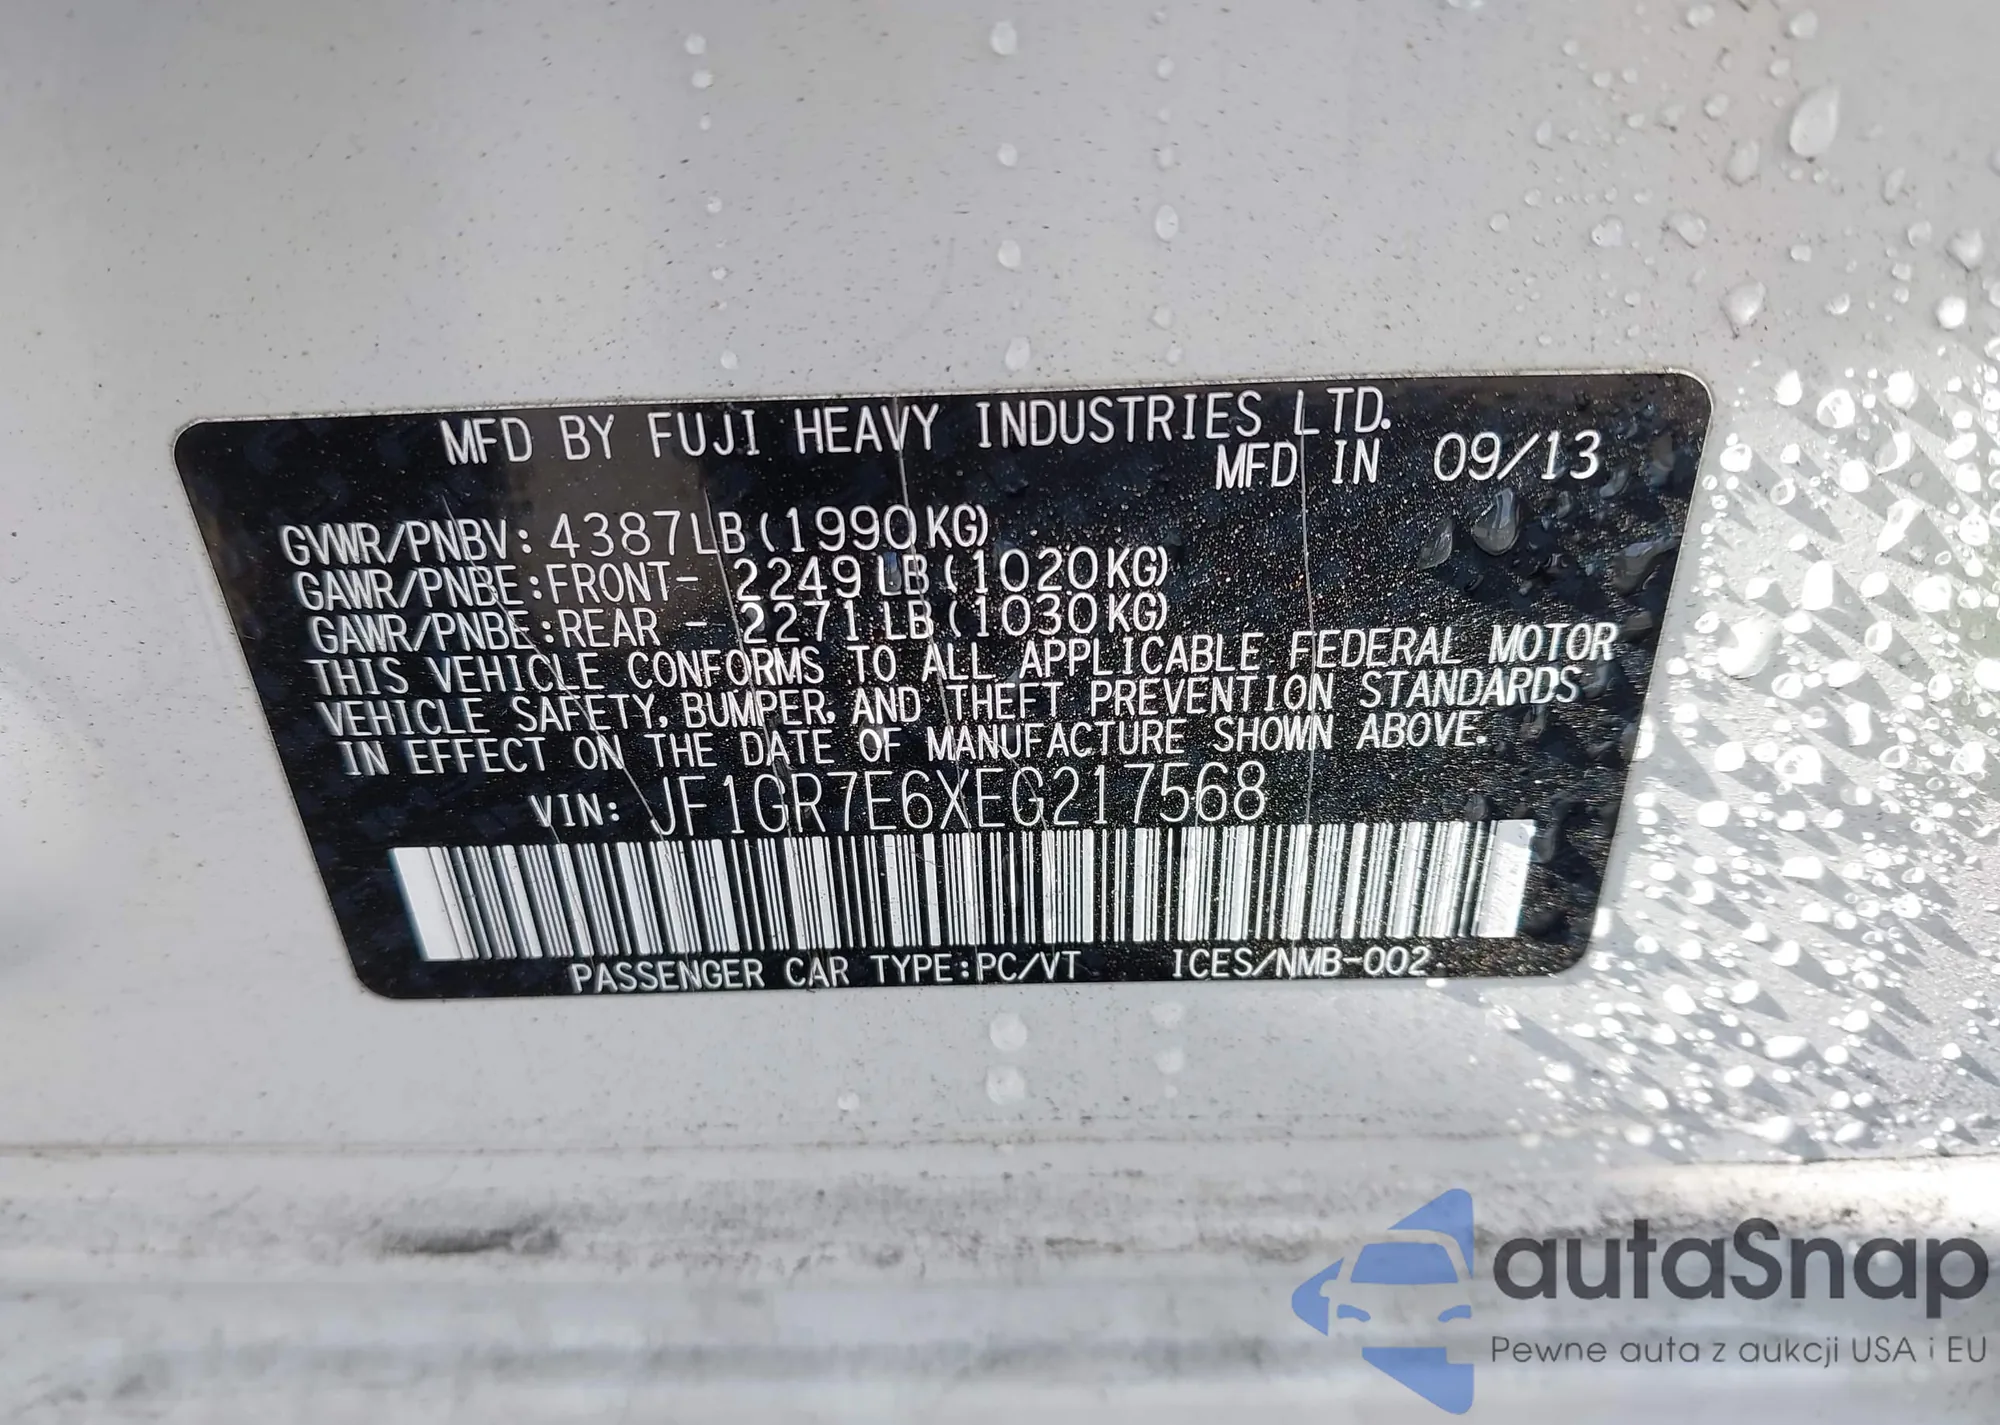 MFD BY FUJI HEAVY INDUSTRIES LTD.
MFD IN 09/13
GVWR/PNBV: 4387LB(1990KG)
GAWR/PNBE:FRONT- 2249LB(1020KG)
GAWR/PNBE:REAR - 2271LB(1030KG)
THIS VEHICLE CONFORMS TO ALL APPLICABLE FEDERAL MOTOR
VEHICLE SAFETY, BUMPER, AND THEFT PREVENTION STANDARDS
IN EFFECT ON THE DATE OF MANUFACTURE SHOWN ABOVE.
VIN: JF1GR7E6XEG217568
PASSENGER CAR TYPE:PC/VT ICES/NMB-002
autaSnap
Pewne auta z aukcji USA i EU